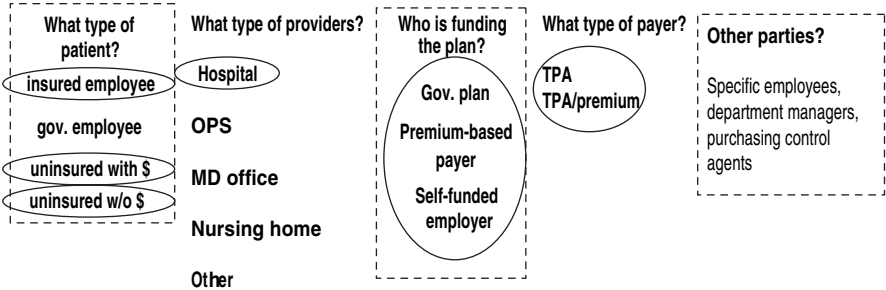 What type of
patient?
insured employee
gov. employee
uninsured with $
uninsured w/o $
What type of providers?
Hospital
OPS
MD office
Nursing home
Other
Who is funding
the plan?
Gov. plan
Premium-based
payer
Self-funded
employer
What type of payer?
TPA
TPA/premium
Other parties?
Specific employees,
department managers,
purchasing control
agents